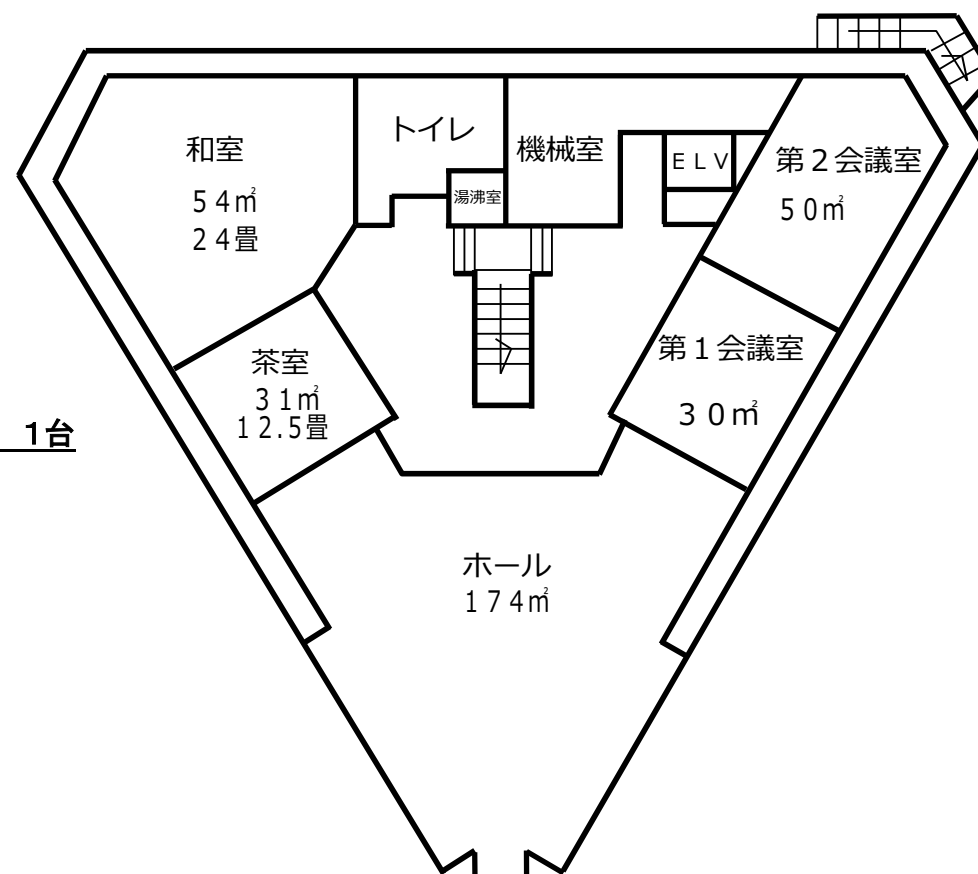 トイレ
和室
機械室
ＥＬＶ
第２会議室
５４㎡
２４畳
湯沸室
５０㎡
茶室
３１㎡
１２.５畳
第１会議室
３０㎡
1台
ホール
１７４㎡